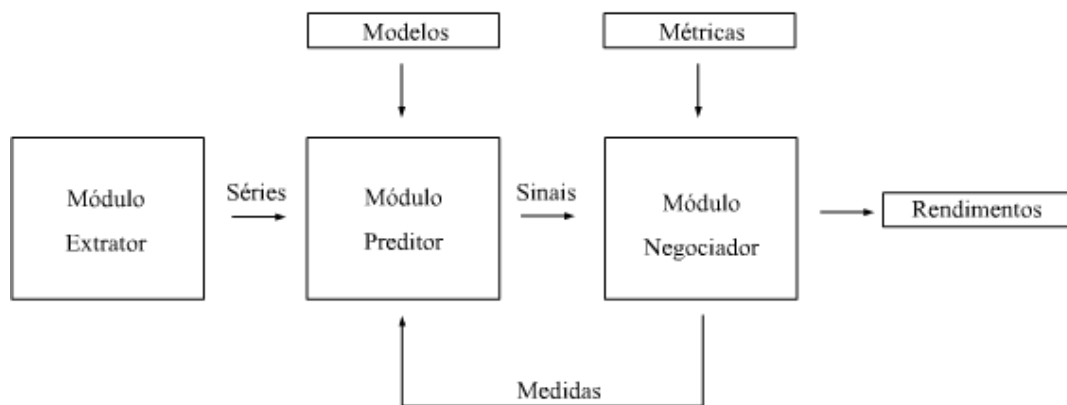 Modelos
Métricas
Módulo
Extrator
Séries
Módulo
Preditor
Sinais
Módulo
Negociador
Rendimentos
Medidas